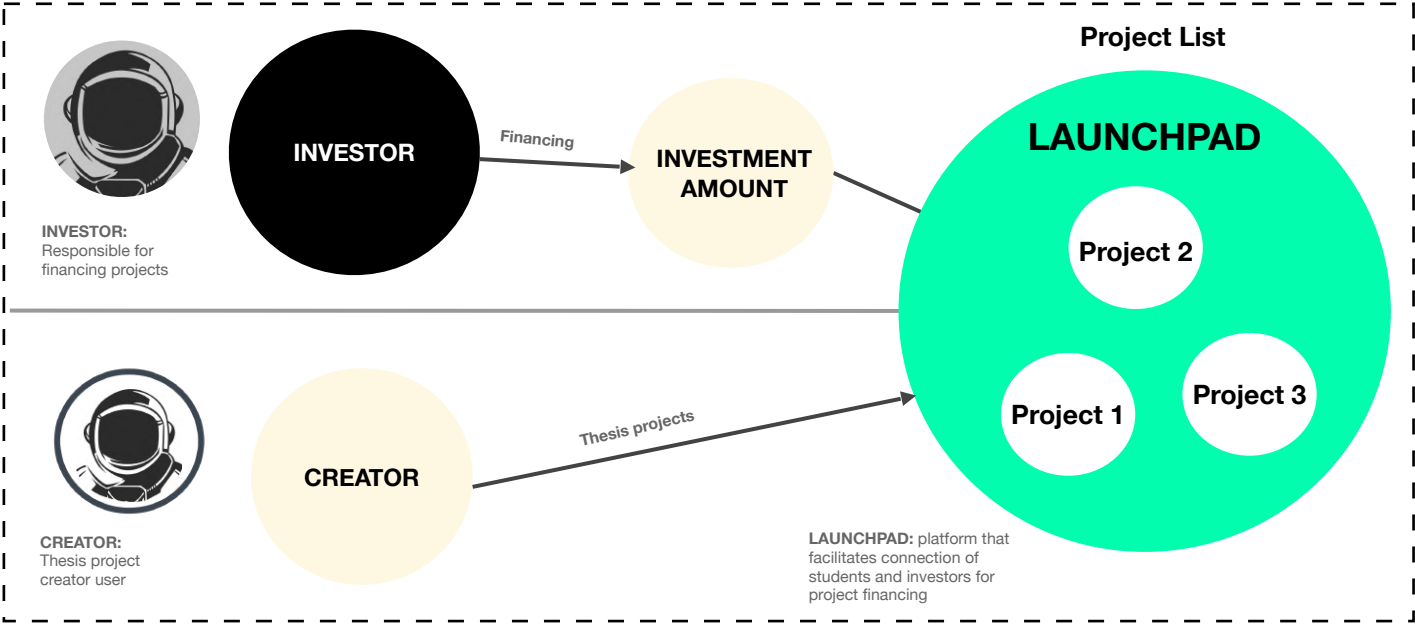 Project List
LAUNCHPAD
INVESTOR
Financing
INVESTMENT
AMOUNT
Project 2
INVESTOR:
Responsible for
financing projects
Project 1
Project 3
Thesis projects
CREATOR
CREATOR:
Thesis project
creator user
LAUNCHPAD: platform that
facilitates connection of
students and investors for
project financing